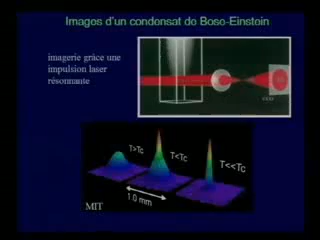 Images d'un condensat de Bose-Einstein
imagerie grâce une
impulsion laser
résonnante
T>Tc
T<Tc
T<<Tc
1.0 mm
MIT